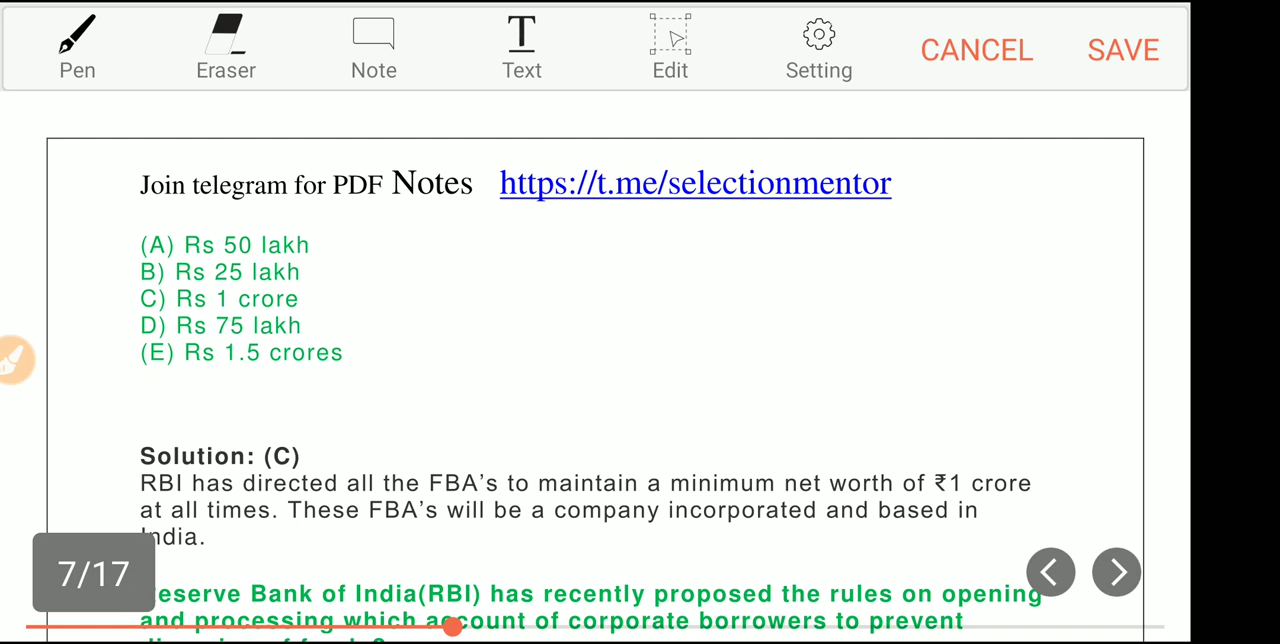 Pen Eraser Note Text Edit Setting CANCEL SAVE
Join telegram for PDF Notes https://t.me/selectionmentor
(A) Rs 50 lakh
B) Rs 25 lakh
C) Rs 1 crore
D) Rs 75 lakh
(E) Rs 1.5 crores
Solution: (C)
RBI has directed all the FBA's to maintain a minimum net worth of ₹1 crore
at all times. These FBA's will be a company incorporated and based in
India.
7/17
Reserve Bank of India(RBI) has recently proposed the rules on opening
and processing which account of corporate borrowers to prevent